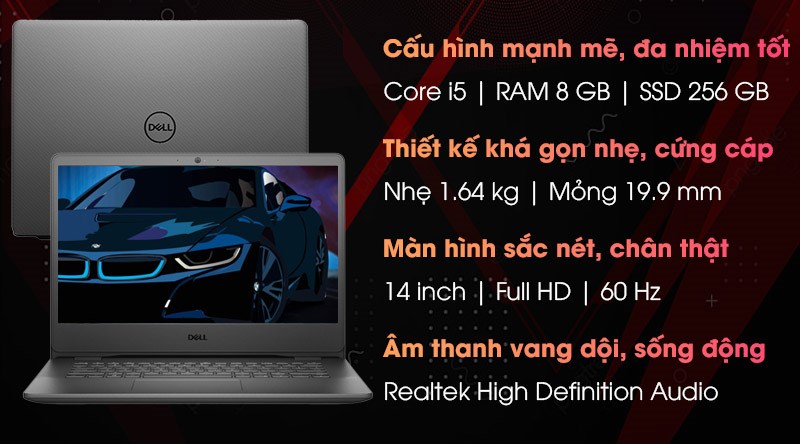 DELL
DELL
Cấu hình mạnh mẽ, đa nhiệm tốt
Core i5 | RAM 8 GB | SSD 256 GB
Thiết kế khá gọn nhẹ, cứng cáp
Nhẹ 1.64 kg | Mỏng 19.9 mm
Màn hình sắc nét, chân thật
14 inch | Full HD | 60 Hz
Âm thanh vang dội, sống động
Realtek High Definition Audio